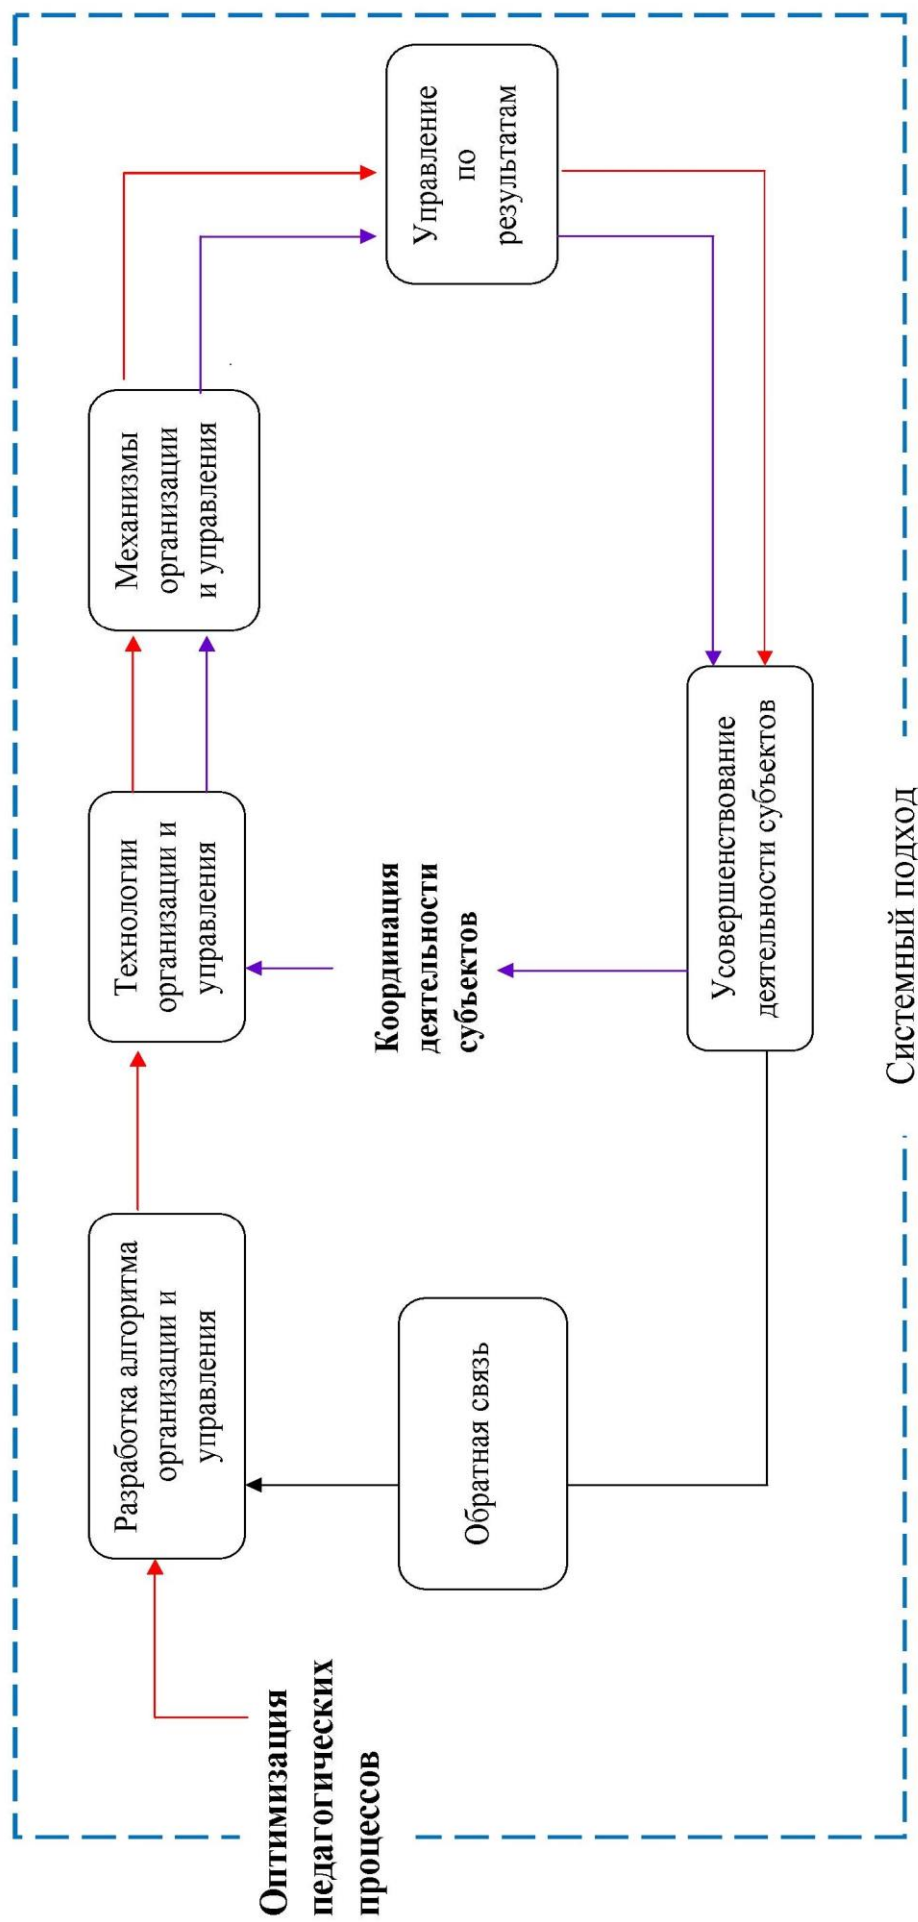 Разработка алгоритма
организации и
управления
Технологии
организации и
управления
Механизмы
организации
и управления
Управление
по
результатам
Оптимизация
педагогических
процессов
Обратная связь
Координация
деятельности
субъектов
Усовершенствование
деятельности субъектов
Системный подход